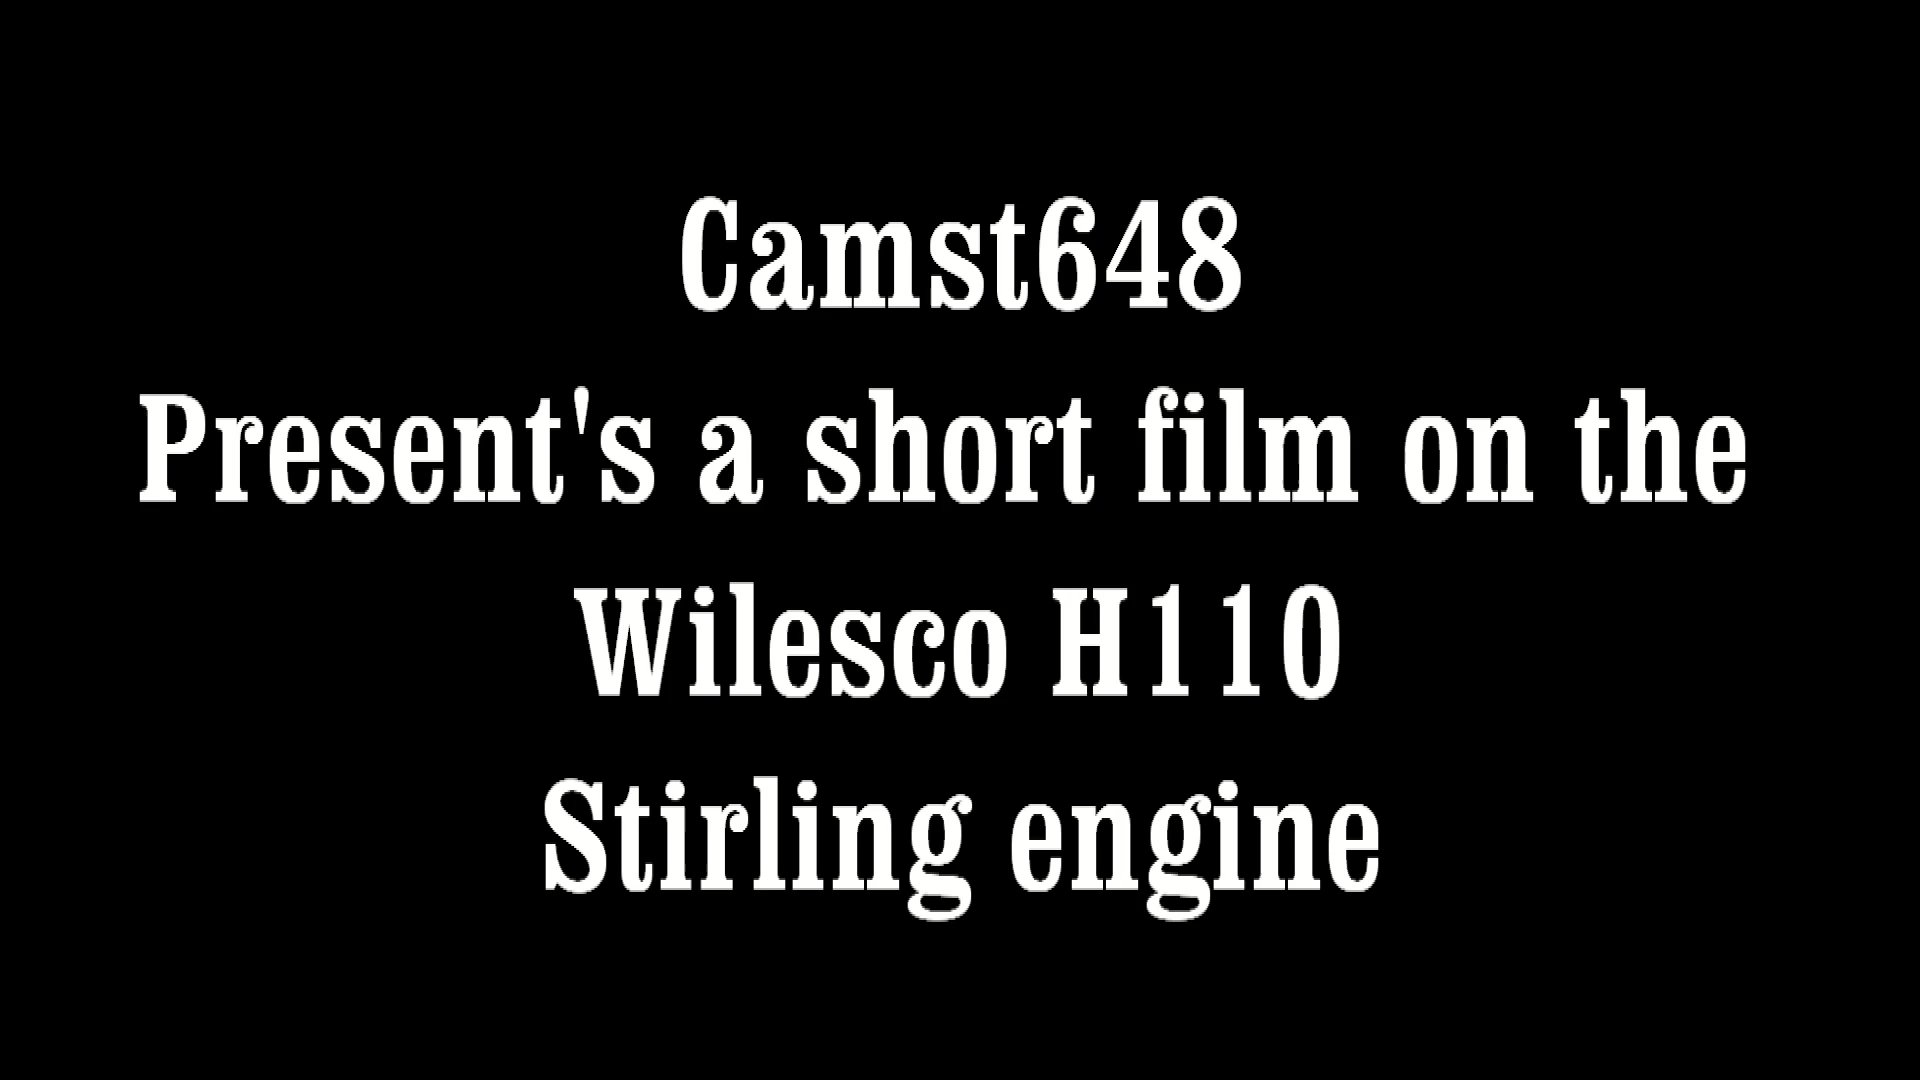 Camst648
Present's a short film on the
Wilesco H110
Stirling engine